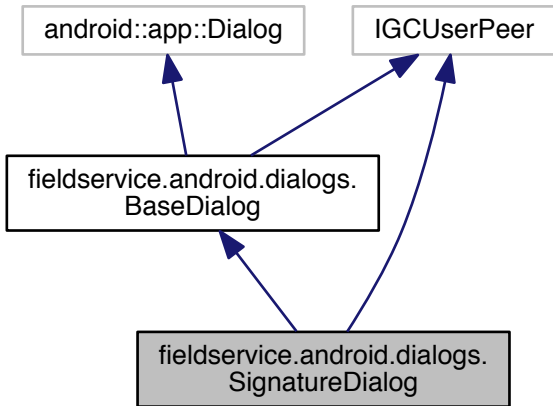 android::app::Dialog
IGCUserPeer
fieldservice.android.dialogs.
BaseDialog
fieldservice.android.dialogs.
SignatureDialog